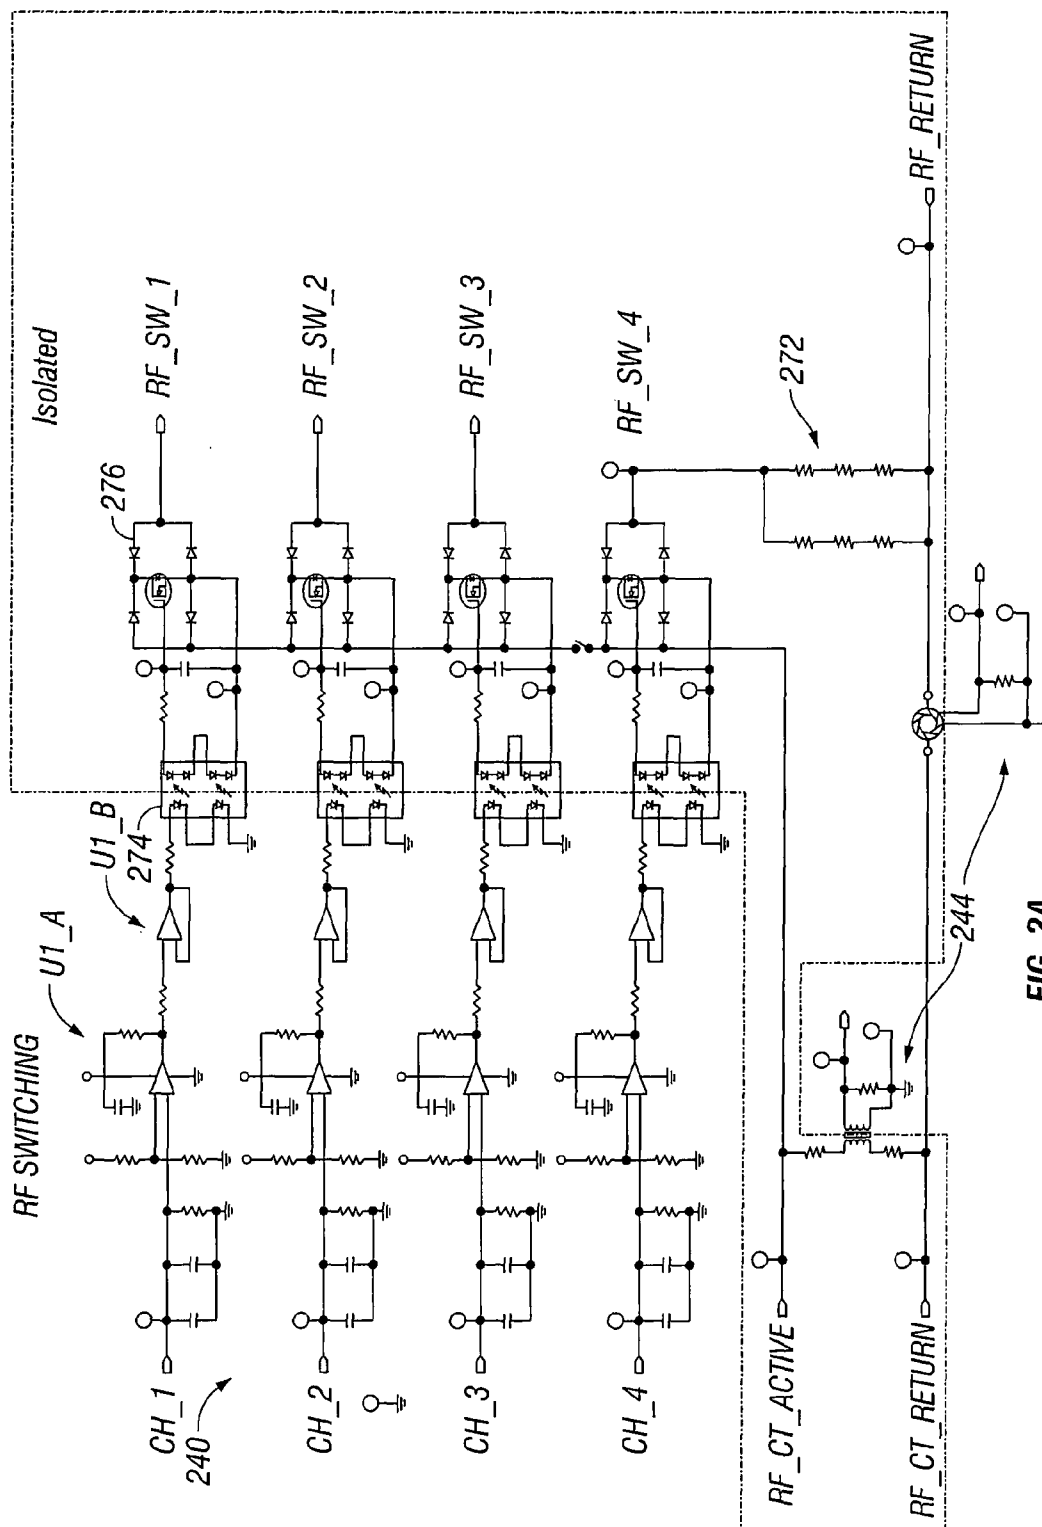 RF SWITCHING
Isolated
U1_A
U1_B
274
276
CH_1
RF_SW_1
240
CH_2
RF_SW_2
CH_3
RF_SW_3
CH_4
RF_SW_4
272
RF_CT_ACTIVE
244
RF_CT_RETURN
RF_RETURN